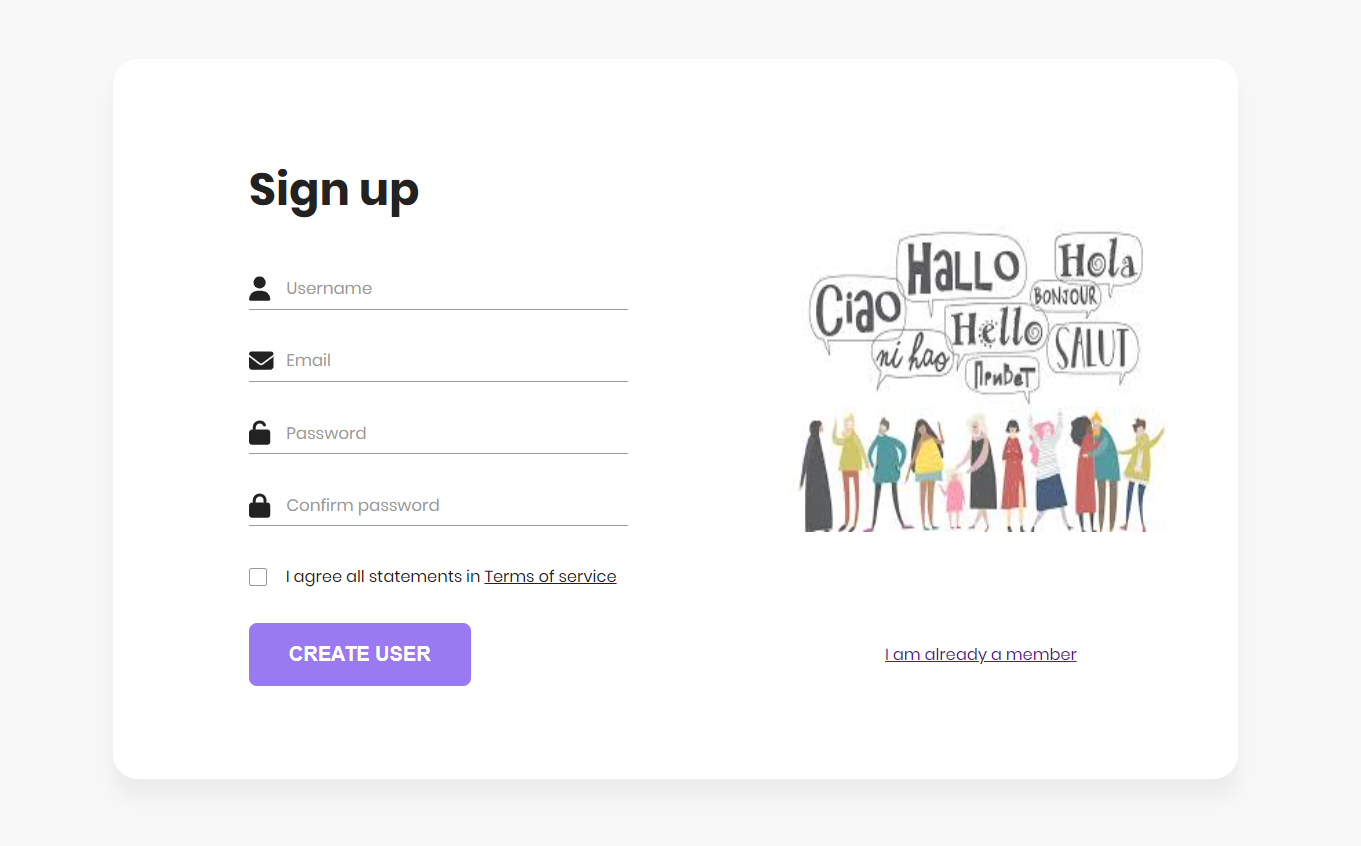 Sign up
Username
Email
Password
Confirm password
I agree all statements in Terms of service
CREATE USER
HALLO
Hola
Ciao
BONJOUR
Hello
ni hao
SALUT
ПриВеТ
I am already a member